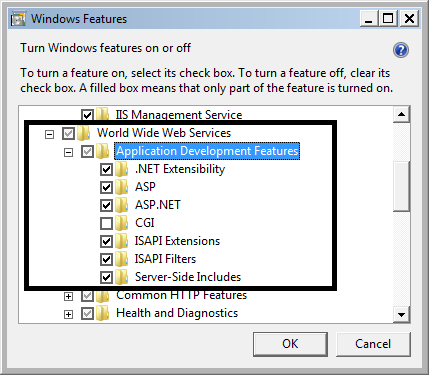 Windows Features
Turn Windows features on or off
To turn a feature on, select its check box. To turn a feature off, clear its
check box. A filled box means that only part of the feature is turned on.
IIS Management Service
World Wide Web Services
Application Development Features
.NET Extensibility
ASP
ASP.NET
CGI
ISAPI Extensions
ISAPI Filters
Server-Side Includes
Common HTTP Features
Health and Diagnostics
OK
Cancel